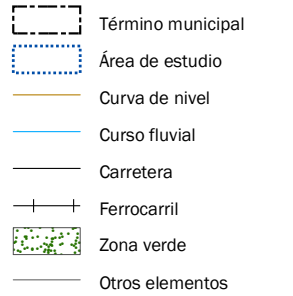 Término municipal
Área de estudio
Curva de nivel
Curso fluvial
Carretera
Ferrocarril
Zona verde
Otros elementos